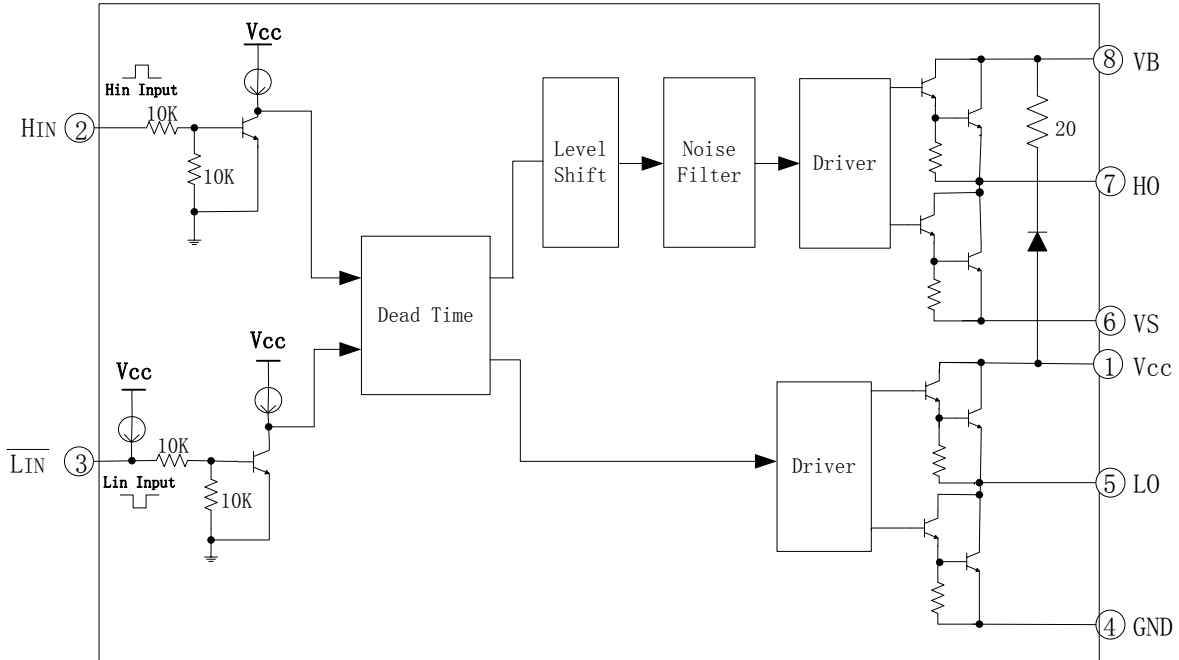 Vcc
Hin Input
10K
HIN ②
10K
Level Shift
Noise Filter
Driver
⑧ VB
20
⑦ HO
⑥ VS
Dead Time
Vcc
Vcc
① Vcc
LIN ③
10K
Lin Input
10K
Driver
⑤ LO
④ GND